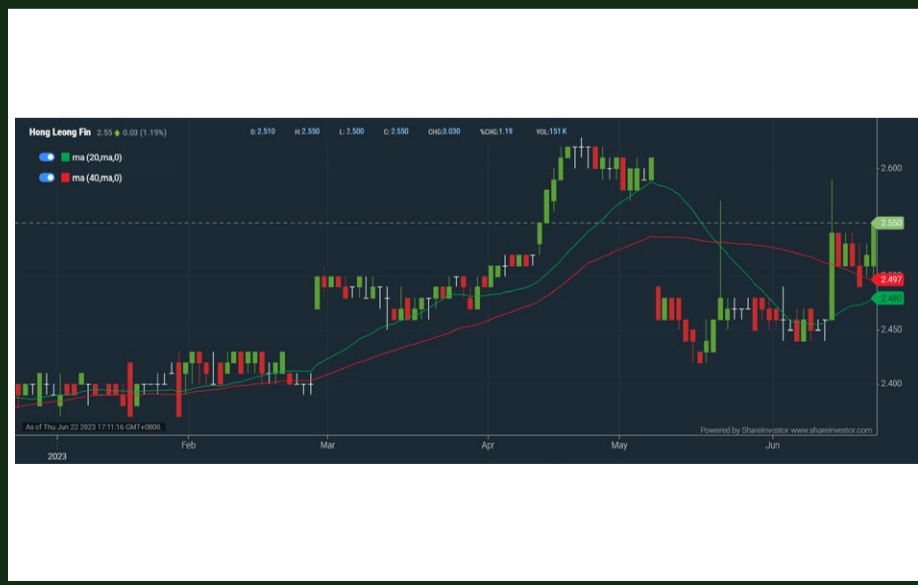 Hong Leong Fin 2.55 0.03 (1.19%) O:2.510 H:2.550 L:2.500 C:2.550 CHG:0.030 %CHG:1.19 VOL:151 K
ma (20,ma,0)
ma (40,ma,0)
2.600
2.550
2.497
2.480
2.450
2.400
As of Thu Jun 22 2023 17:11:16 GMT+0800.
Powered by ShareInvestor www.shareinvestor.com
Feb Mar Apr May Jun
2023